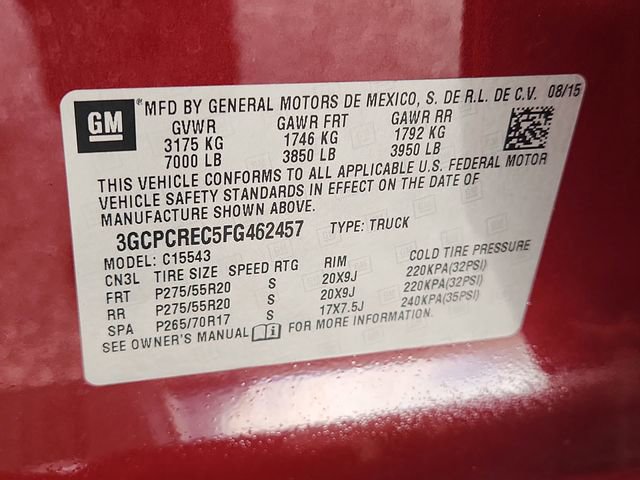 GM ® MFD BY GENERAL MOTORS DE MEXICO, S. DE R.L. DE C.V. 08/15
GVWR GAWR FRT GAWR RR
3175 KG 1746 KG 1792 KG
7000 LB 3850 LB 3950 LB
THIS VEHICLE CONFORMS TO ALL APPLICABLE U.S. FEDERAL MOTOR
VEHICLE SAFETY STANDARDS IN EFFECT ON THE DATE OF
MANUFACTURE SHOWN ABOVE.
3GCPCREC5FG462457 TYPE: TRUCK
MODEL: C15543
CN3L TIRE SIZE SPEED RTG RIM COLD TIRE PRESSURE
FRT P275/55R20 S 20X9J 220KPA(32PSI)
RR P275/55R20 S 20X9J 220KPA(32PSI)
SPA P265/70R17 S 17X7.5J 240KPA(35PSI)
SEE OWNER'S MANUAL FOR MORE INFORMATION.